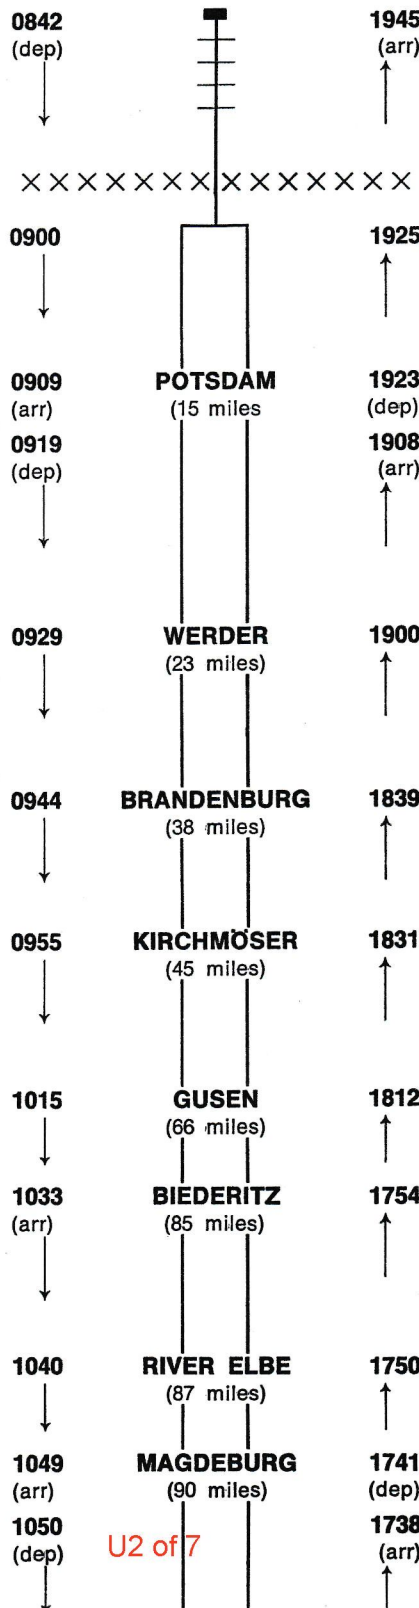 0842 1945
(dep) (arr)
0900 1925
0909 POTSDAM 1923
(arr) (15 miles (dep)
0919 1908
(dep) (arr)
0929 WERDER 1900
(23 miles)
0944 BRANDENBURG 1839
(38 miles)
0955 KIRCHMÖSER 1831
(45 miles)
1015 GUSEN 1812
(66 miles)
1033 BIEDERITZ 1754
(arr) (85 miles)
1040 RIVER ELBE 1750
(87 miles)
1049 MAGDEBURG 1741
(arr) (90 miles) (dep)
1050 1738
(dep) U2 of 7 (arr)